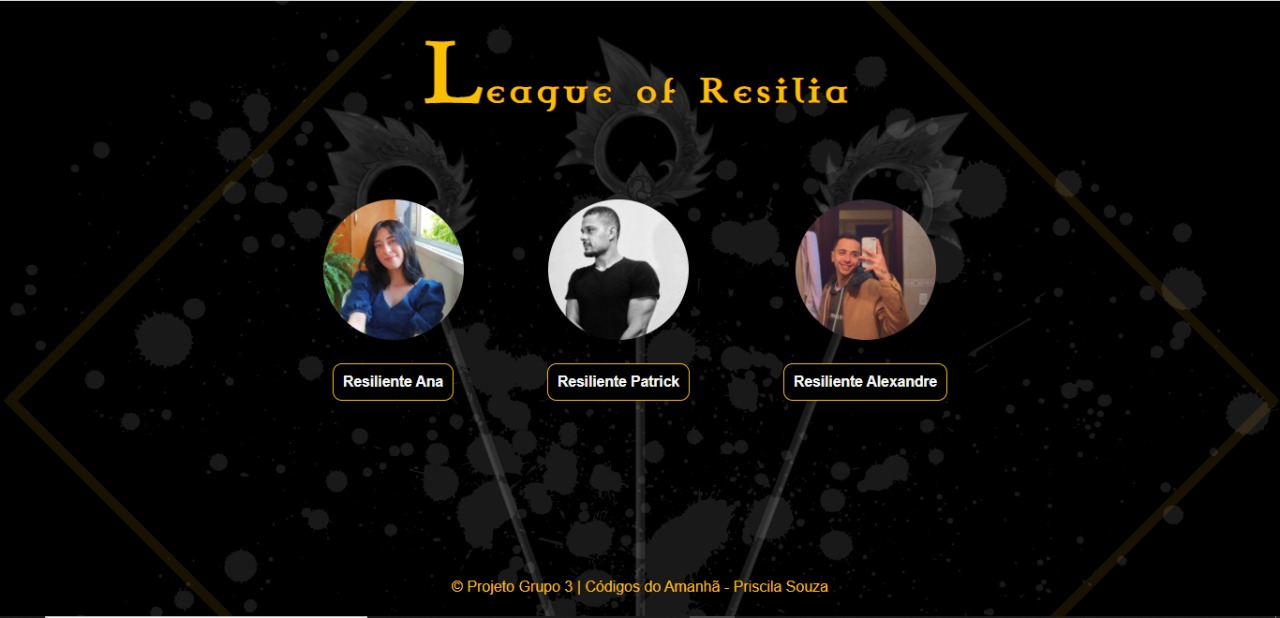 League of Resilia
Resiliente Ana
Resiliente Patrick
Resiliente Alexandre
© Projeto Grupo 3 | Códigos do Amanhã - Priscila Souza